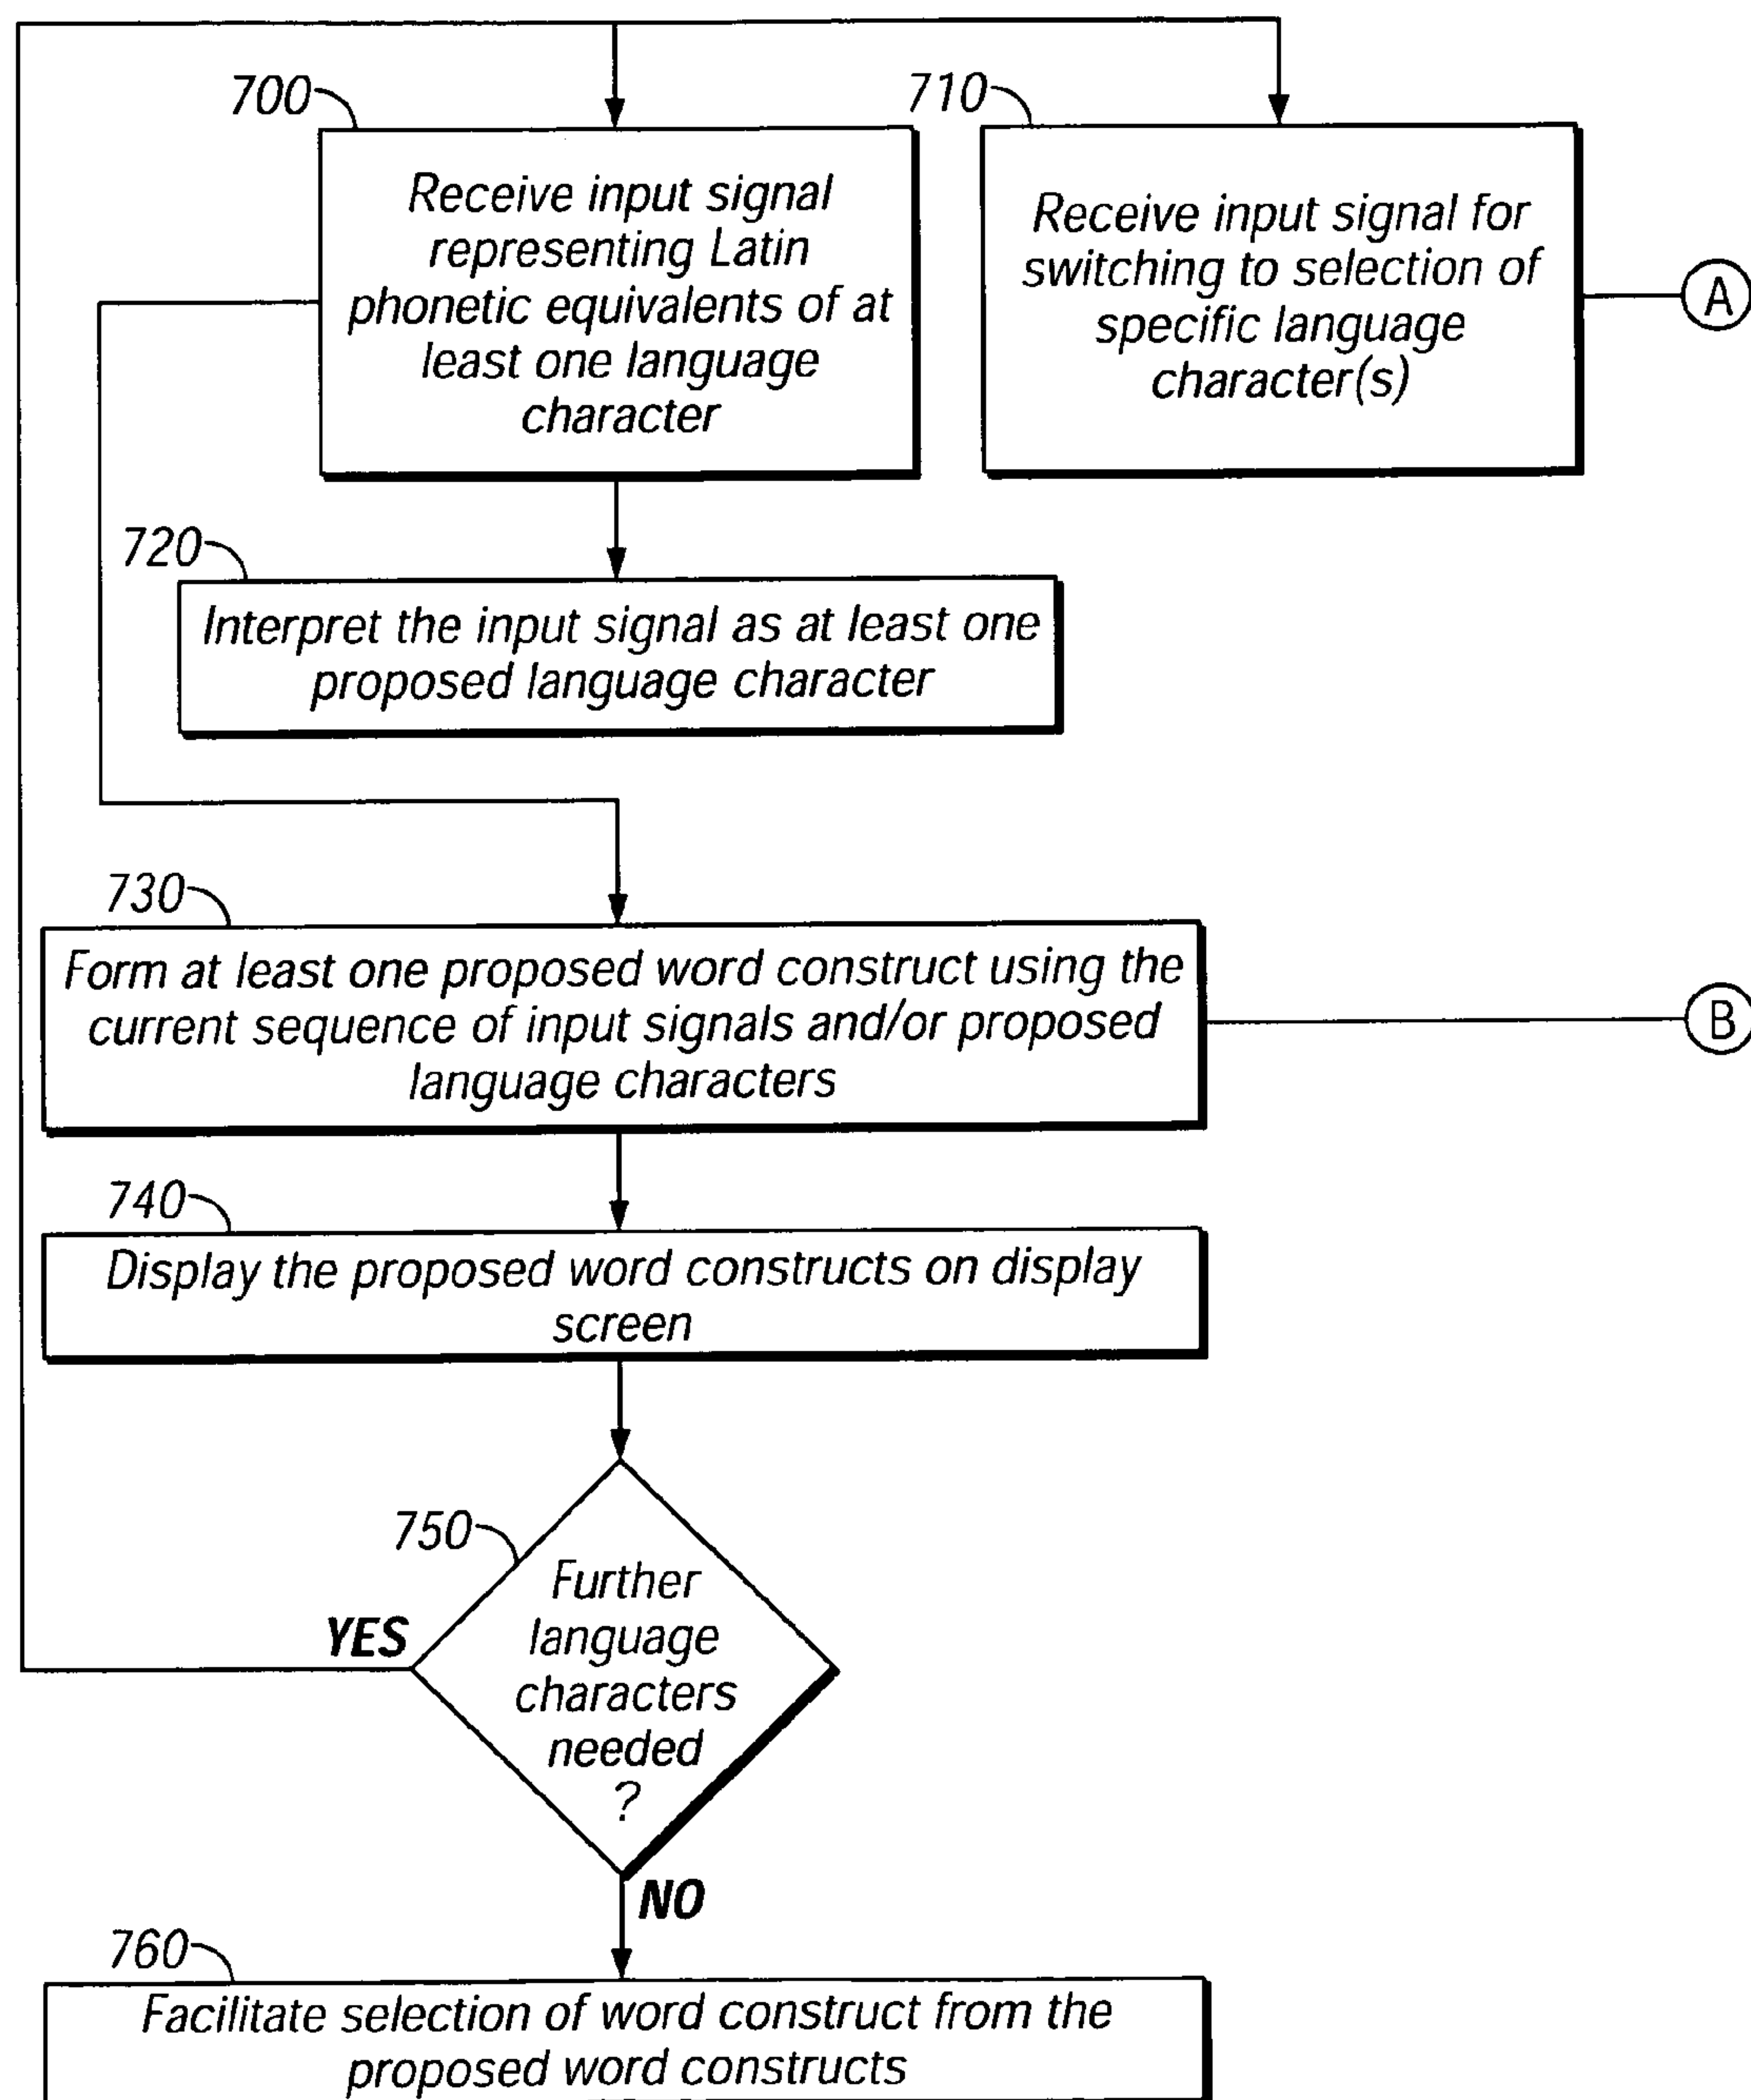 700
Receive input signal
representing Latin
phonetic equivalents of at
least one language
character
710
Receive input signal for
switching to selection of
specific language
character(s)
A
720
Interpret the input signal as at least one
proposed language character
730
Form at least one proposed word construct using the
current sequence of input signals and/or proposed
language characters
B
740
Display the proposed word constructs on display
screen
750
Further
language
characters
needed
?
YES
NO
760
Facilitate selection of word construct from the
proposed word constructs